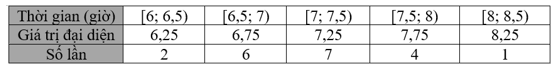 Thời gian (giờ) [6; 6,5) [6,5; 7) [7; 7,5) [7,5; 8) [8; 8,5)
Giá trị đại diện 6,25 6,75 7,25 7,75 8,25
Số lần 2 6 7 4 1